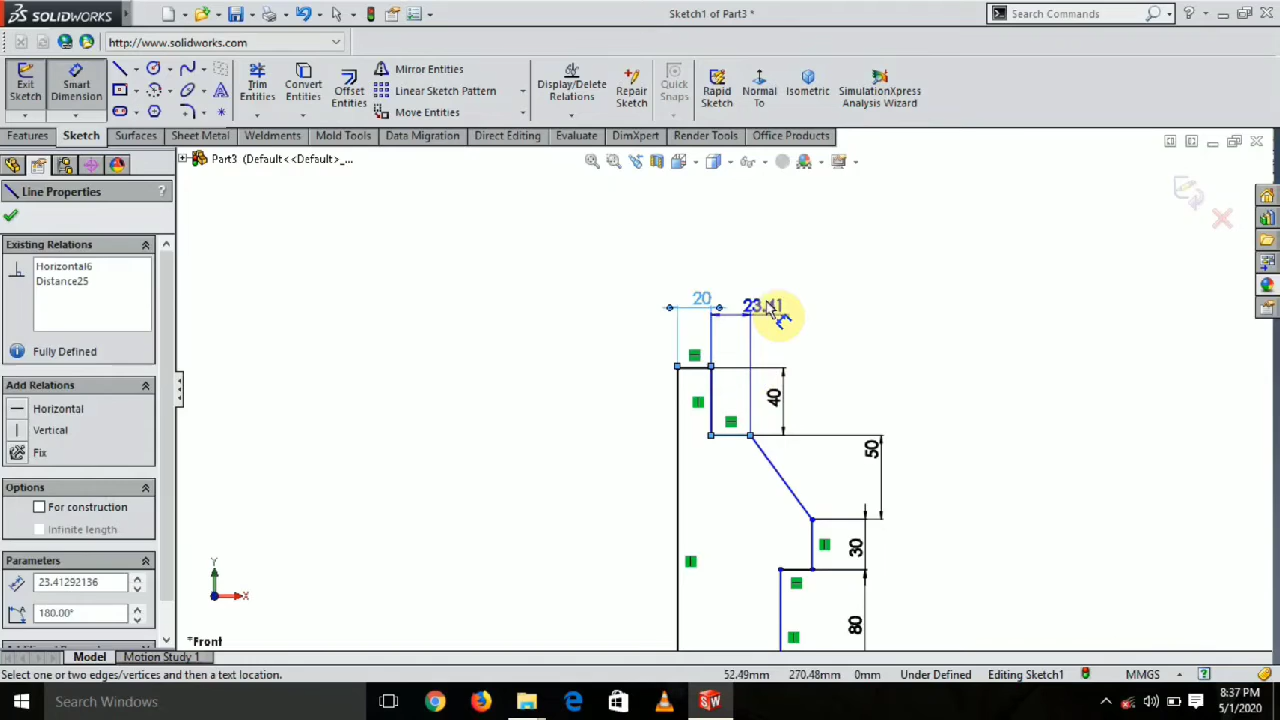 SOLIDWORKS
Sketch1 of Part3 *
Search Commands
http://www.solidworks.com
Exit Sketch
Smart Dimension
Trim Entities
Convert Entities
Offset Entities
Mirror Entities
Linear Sketch Pattern
Move Entities
Display/Delete Relations
Repair Sketch
Quick Snaps
Rapid Sketch
Normal To
Isometric
SimulationXpress Analysis Wizard
Features
Sketch
Surfaces
Sheet Metal
Weldments
Mold Tools
Data Migration
Direct Editing
Evaluate
DimXpert
Render Tools
Office Products
Part3 (Default<<Default>_...
Line Properties
?
Existing Relations
Horizontal6
Distance25
Fully Defined
Add Relations
Horizontal
Vertical
Fix
Options
For construction
Infinite length
Parameters
23.41292136
180.00°
20
23.41
40
50
30
80
Y
X
*Front
Model
Motion Study 1
Select one or two edges/vertices and then a text location.
52.49mm
270.48mm
0mm
Under Defined
Editing Sketch1
MMGS
Search Windows
8:37 PM
5/1/2020